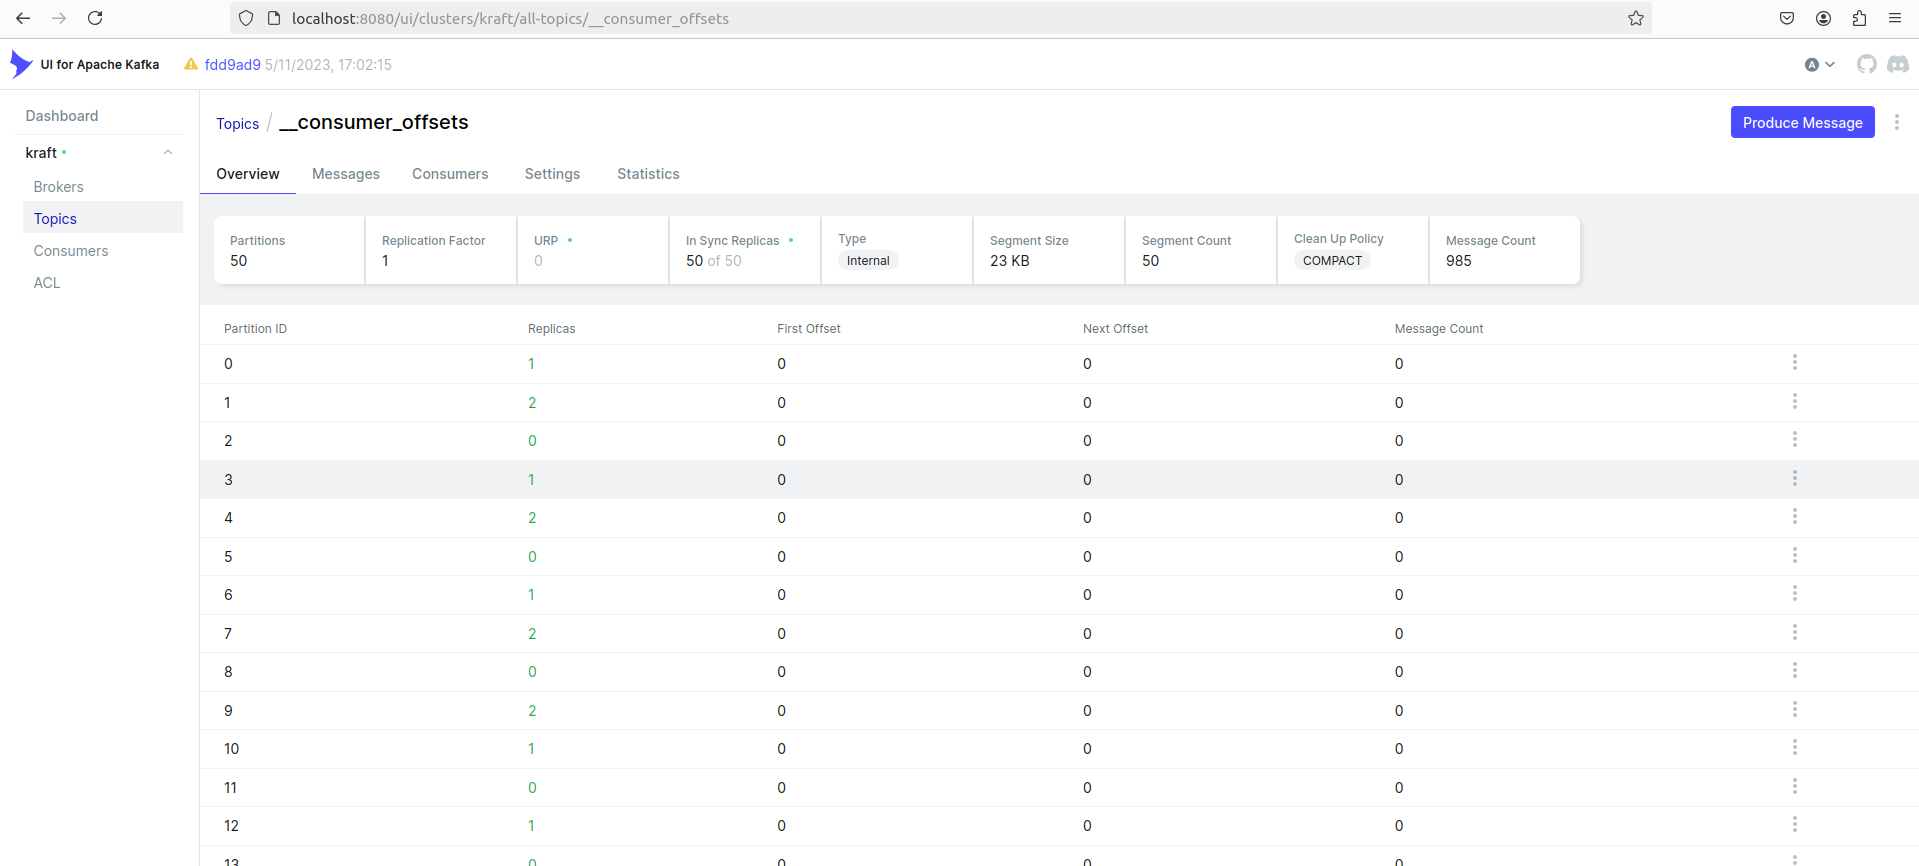 localhost:8080/ui/clusters/kraft/all-topics/__consumer_offsets
UI for Apache Kafka fdd9ad9 5/11/2023, 17:02:15 A
Dashboard
kraft
Brokers
Topics
Consumers
ACL
Topics / __consumer_offsets Produce Message
Overview Messages Consumers Settings Statistics
Partitions Replication Factor URP In Sync Replicas Type Segment Size Segment Count Clean Up Policy Message Count
50 1 0 50 of 50 Internal 23 KB 50 COMPACT 985
Partition ID Replicas First Offset Next Offset Message Count
0 1 0 0 0
1 2 0 0 0
2 0 0 0 0
3 1 0 0 0
4 2 0 0 0
5 0 0 0 0
6 1 0 0 0
7 2 0 0 0
8 0 0 0 0
9 2 0 0 0
10 1 0 0 0
11 0 0 0 0
12 1 0 0 0
13 0 0 0 0